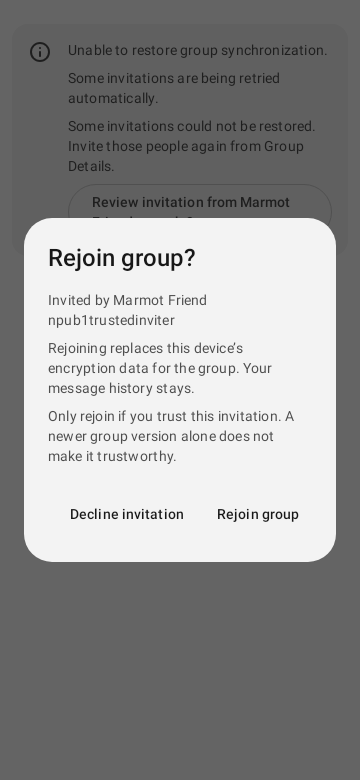 Unable to restore group synchronization.
Some invitations are being retried
automatically.
Some invitations could not be restored.
Invite those people again from Group
Details.
Review invitation from Marmot
Rejoin group?
Invited by Marmot Friend
npub1trustedinviter
Rejoining replaces this device’s
encryption data for the group. Your
message history stays.
Only rejoin if you trust this invitation. A
newer group version alone does not
make it trustworthy.
Decline invitation
Rejoin group